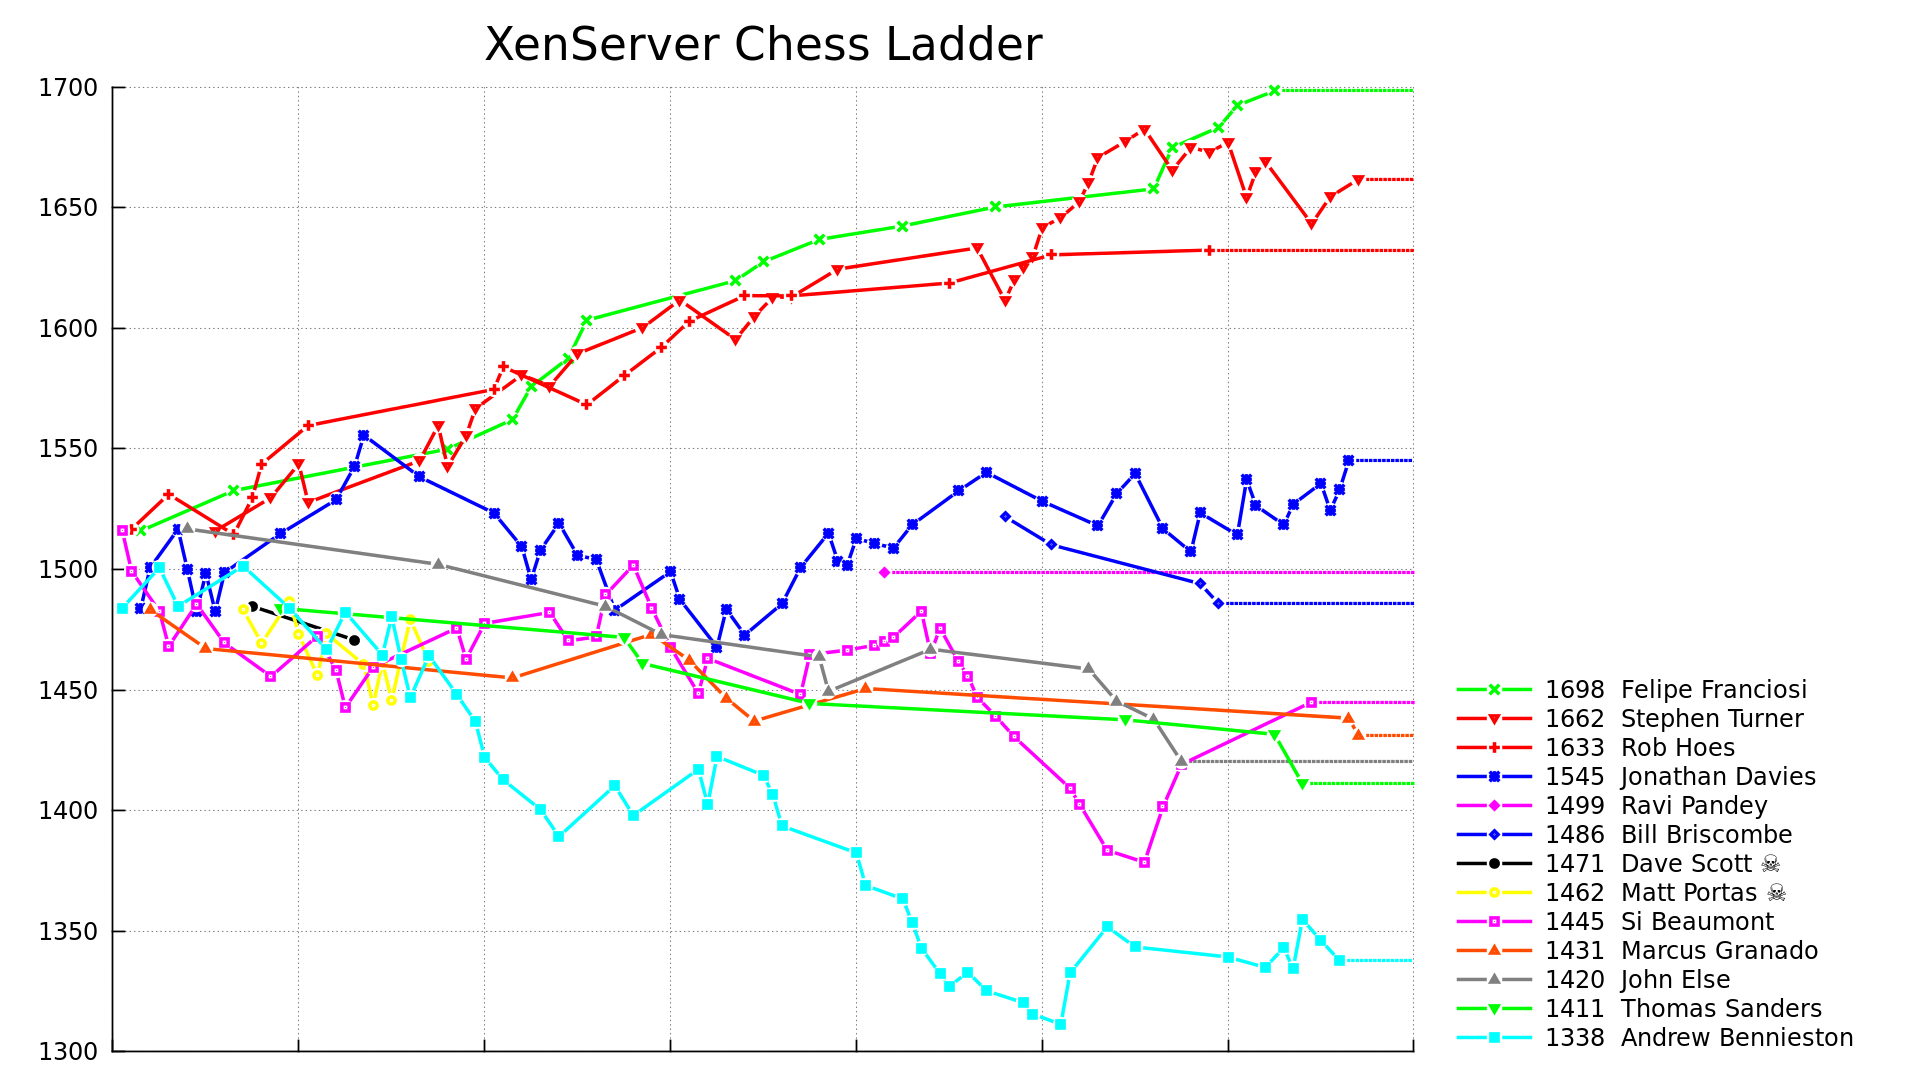 XenServer Chess Ladder
1700
1650
1600
1550
1500
1450
1400
1350
1300
1698 Felipe Franciosi
1662 Stephen Turner
1633 Rob Hoes
1545 Jonathan Davies
1499 Ravi Pandey
1486 Bill Briscombe
1471 Dave Scott ☠
1462 Matt Portas ☠
1445 Si Beaumont
1431 Marcus Granado
1420 John Else
1411 Thomas Sanders
1338 Andrew Bennieston